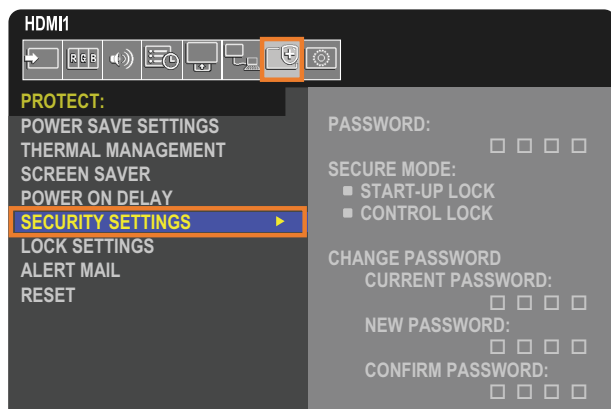 HDMI1
R G B
PROTECT:
POWER SAVE SETTINGS
THERMAL MANAGEMENT
SCREEN SAVER
POWER ON DELAY
SECURITY SETTINGS
LOCK SETTINGS
ALERT MAIL
RESET
PASSWORD:
SECURE MODE:
START-UP LOCK
CONTROL LOCK
CHANGE PASSWORD
CURRENT PASSWORD:
NEW PASSWORD:
CONFIRM PASSWORD: